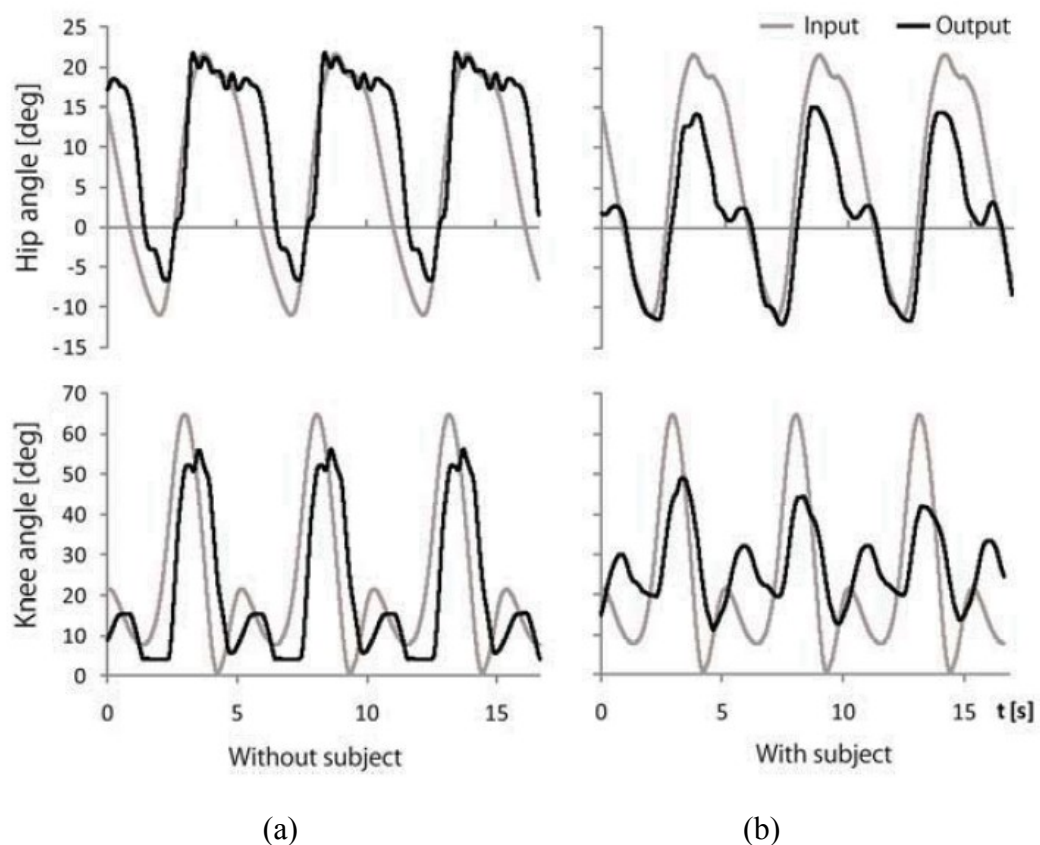 Input Output
Hip angle [deg]
25
20
15
10
5
0
-5
-10
-15
Knee angle [deg]
70
60
50
40
30
20
10
0
0 5 10 15
0 5 10 15 t [s]
Without subject
With subject
(a)
(b)